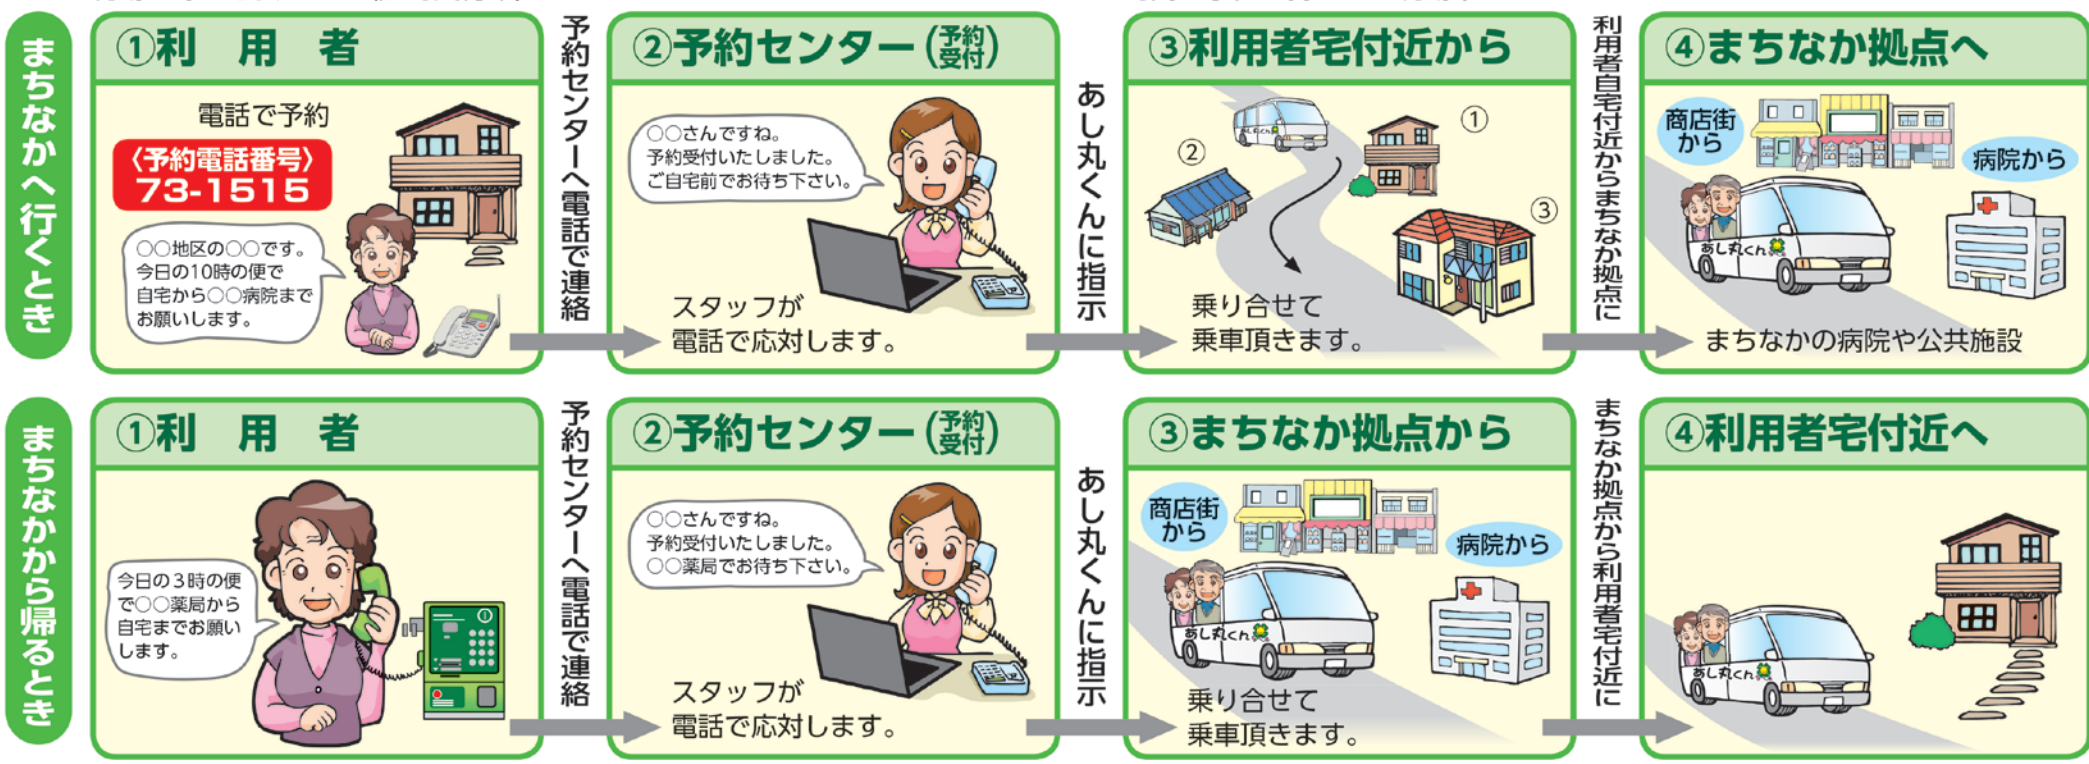 まちなかへ行くとき
①利用者
電話で予約
〈予約電話番号〉
73-1515
○○地区の○○です。
今日の10時の便で
自宅から○○病院まで
お願いします。
予約センターへ電話で連絡
②予約センター(予約受付)
○○さんですね。
予約受付いたしました。
ご自宅前でお待ち下さい。
スタッフが
電話で応対します。
あし丸くんに指示
③利用者宅付近から
あし丸くん
①
②
③
乗り合せて
乗車頂きます。
利用者自宅付近からまちなか拠点に
④まちなか拠点へ
商店街
から
病院から
あし丸くん
まちなかの病院や公共施設
まちなかから帰るとき
①利用者
今日の3時の便
で○○薬局から
自宅までお願い
します。
予約センターへ電話で連絡
②予約センター(予約受付)
○○さんですね。
予約受付いたしました。
○○薬局でお待ち下さい。
スタッフが
電話で応対します。
あし丸くんに指示
③まちなか拠点から
商店街
から
病院から
あし丸くん
乗り合せて
乗車頂きます。
まちなか拠点から利用者宅付近に
④利用者宅付近へ
あし丸くん